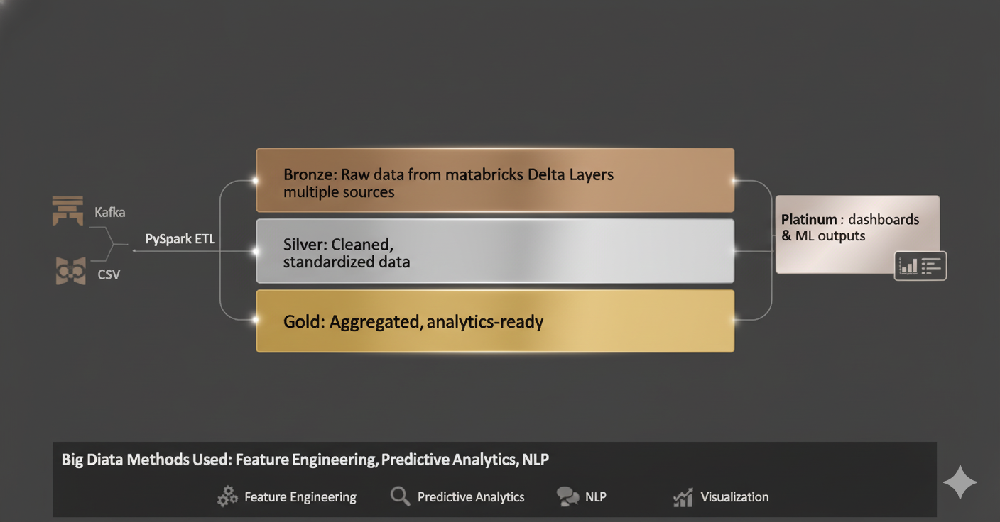 Kafka
CSV
PySpark ETL
Bronze: Raw data from matabricks Delta Layers
multiple sources
Silver: Cleaned,
standardized data
Gold: Aggregated, analytics-ready
Platinum : dashboards
& ML outputs
Big Diata Methods Used: Feature Engineering, Predictive Analytics, NLP
Feature Engineering
Predictive Analytics
NLP
Visualization